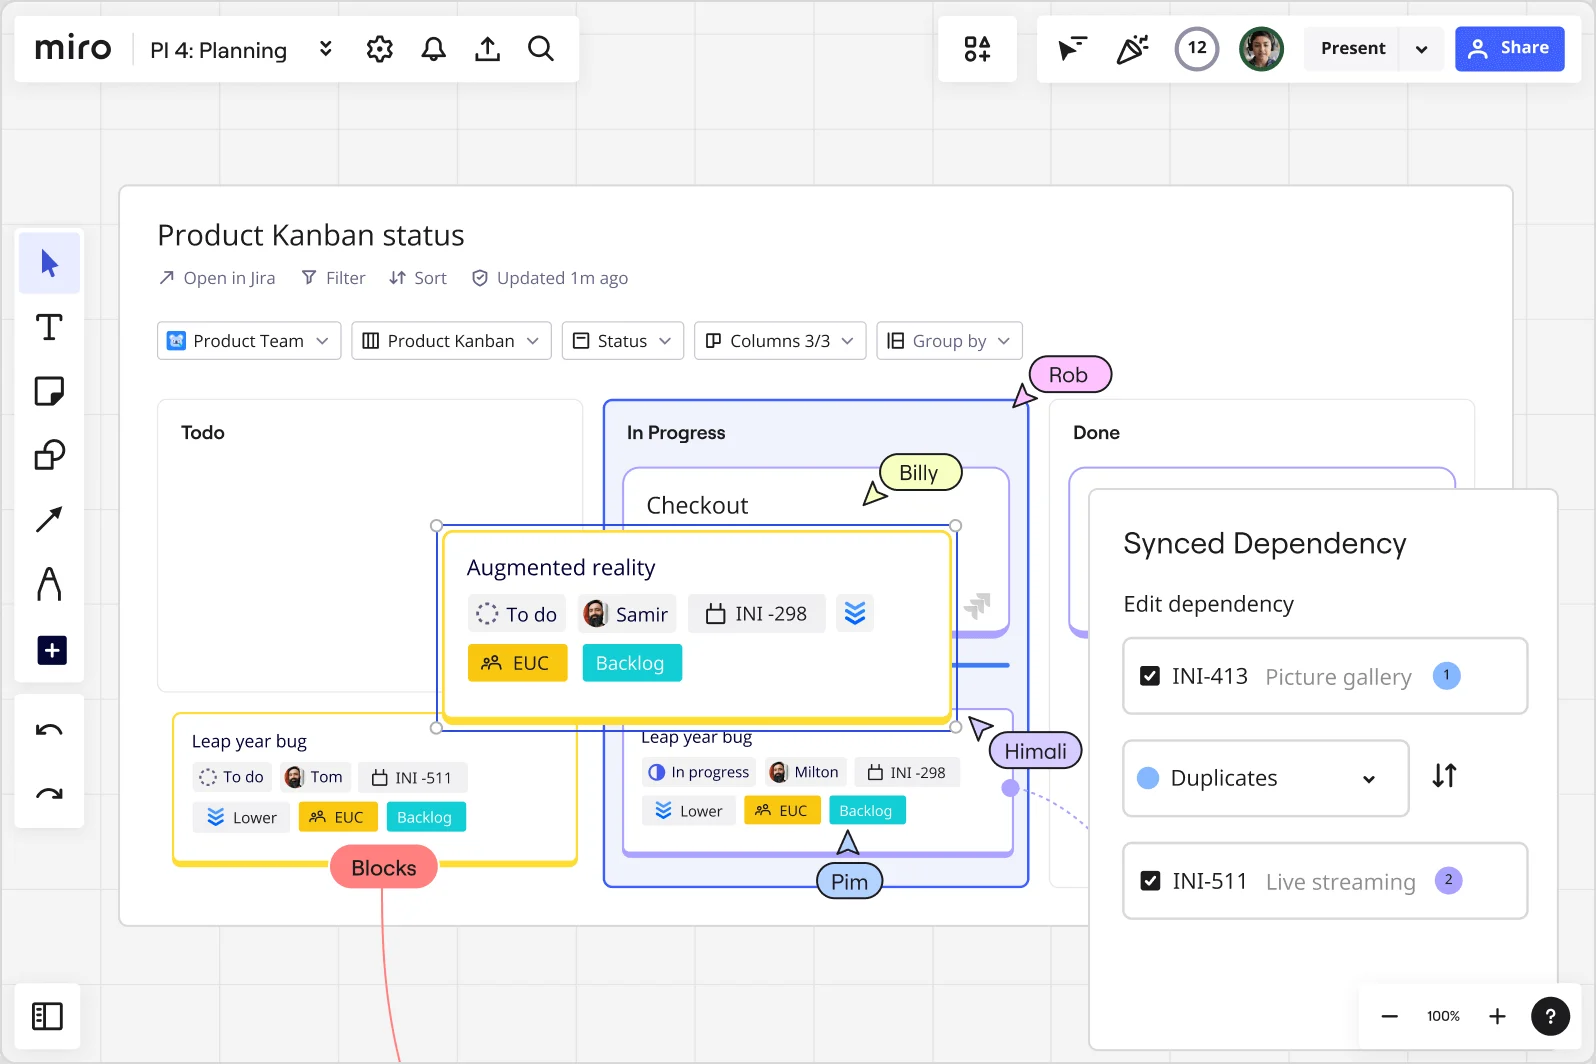 miro PI 4: Planning
12 Present Share
Product Kanban status
Open in Jira Filter Sort Updated 1m ago
Product Team Product Kanban Status Columns 3/3 Group by
Rob
Todo In Progress Done
Billy
Checkout
Augmented reality
To do Samir INI -298
EUC Backlog
Leap year bug
To do Tom INI -511
Lower EUC Backlog
Blocks
Leap year bug
In progress Milton INI -298
Lower EUC Backlog
Himali
Pim
Synced Dependency
Edit dependency
INI-413 Picture gallery 1
Duplicates
INI-511 Live streaming 2
100% ?